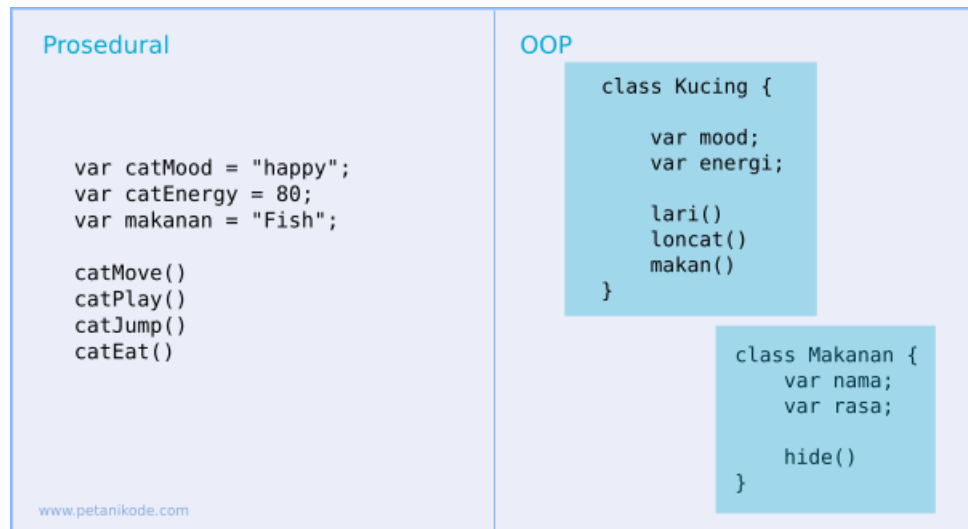 Prosedural
var catMood = "happy";
var catEnergy = 80;
var makanan = "Fish";
catMove()
catPlay()
catJump()
catEat()
www.petanikode.com
OOP
class Kucing {
var mood;
var energi;
lari()
loncat()
makan()
}
class Makanan {
var nama;
var rasa;
hide()
}